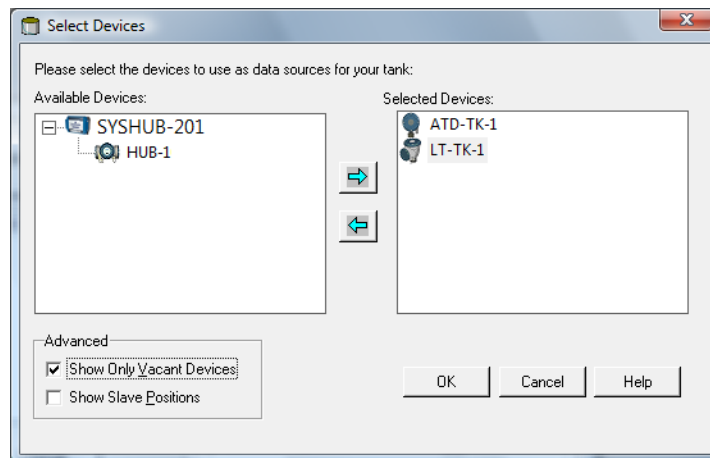 Select Devices
Please select the devices to use as data sources for your tank:
Available Devices:
Selected Devices:
SYSHUB-201
HUB-1
ATD-TK-1
LT-TK-1
Advanced
Show Only Vacant Devices
Show Slave Positions
OK
Cancel
Help